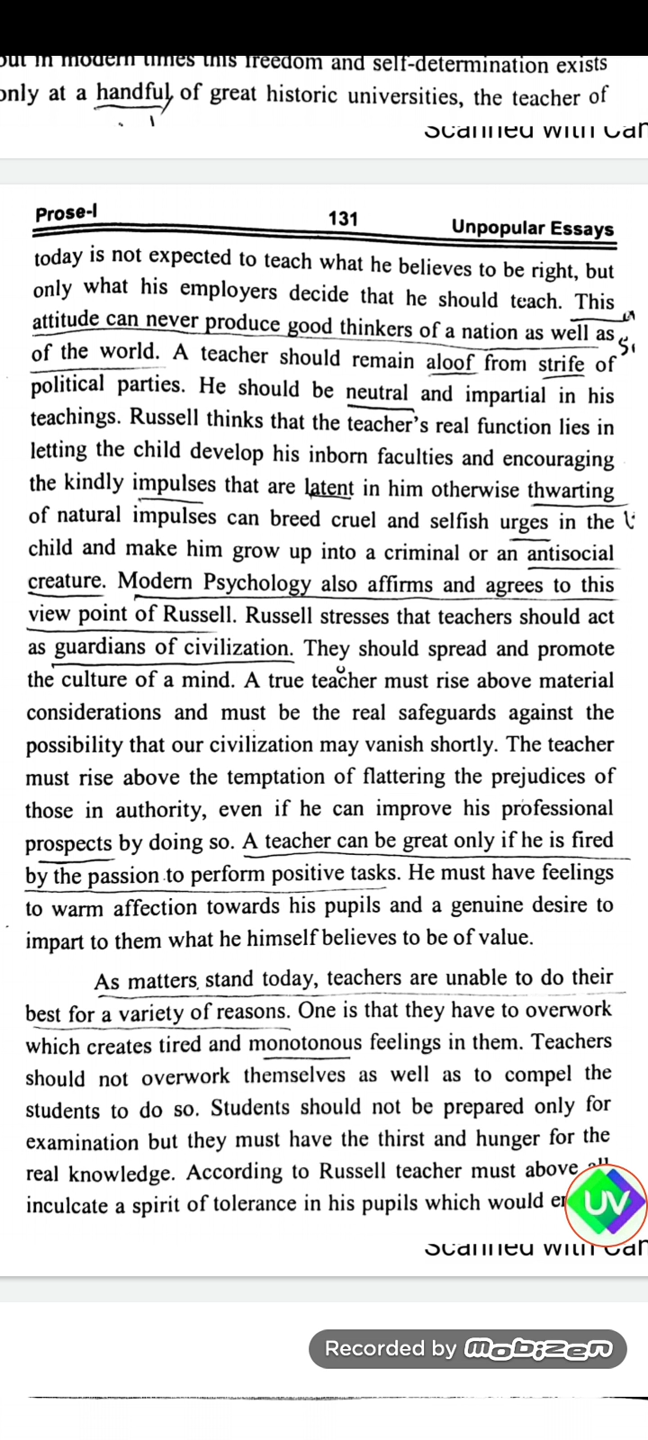 but in modern times this freedom and self-determination exists
only at a handful, of great historic universities, the teacher of
Scanned with Can
Prose-I 131 Unpopular Essays
today is not expected to teach what he believes to be right, but
only what his employers decide that he should teach. This
attitude can never produce good thinkers of a nation as well as
of the world. A teacher should remain aloof from strife of
political parties. He should be neutral and impartial in his
teachings. Russell thinks that the teacher's real function lies in
letting the child develop his inborn faculties and encouraging
the kindly impulses that are latent in him otherwise thwarting
of natural impulses can breed cruel and selfish urges in the
child and make him grow up into a criminal or an antisocial
creature. Modern Psychology also affirms and agrees to this
view point of Russell. Russell stresses that teachers should act
as guardians of civilization. They should spread and promote
the culture of a mind. A true teacher must rise above material
considerations and must be the real safeguards against the
possibility that our civilization may vanish shortly. The teacher
must rise above the temptation of flattering the prejudices of
those in authority, even if he can improve his professional
prospects by doing so. A teacher can be great only if he is fired
by the passion to perform positive tasks. He must have feelings
to warm affection towards his pupils and a genuine desire to
impart to them what he himself believes to be of value.
As matters stand today, teachers are unable to do their
best for a variety of reasons. One is that they have to overwork
which creates tired and monotonous feelings in them. Teachers
should not overwork themselves as well as to compel the
students to do so. Students should not be prepared only for
examination but they must have the thirst and hunger for the
real knowledge. According to Russell teacher must above all
inculcate a spirit of tolerance in his pupils which would
UV
Scanned with Can
Recorded by mobizen